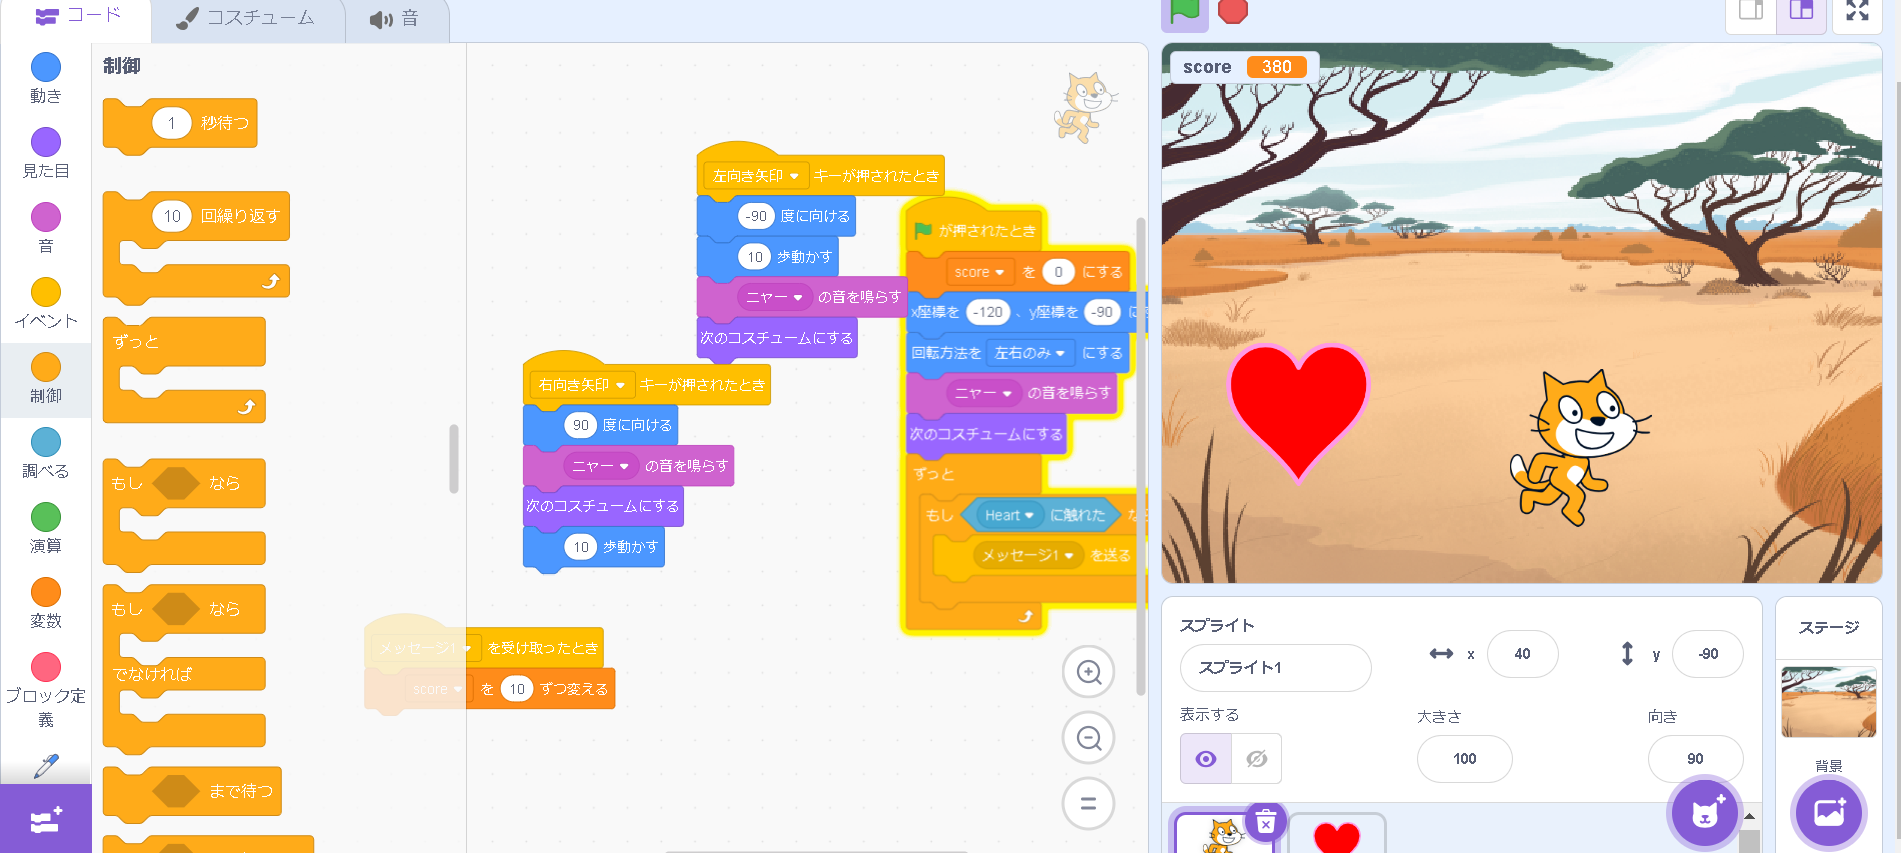 コード
コスチューム
音
動き
見た目
音
イベント
制御
調べる
演算
変数
ブロック定
義
制御
1 秒待つ
10 回繰り返す
ずっと
もし なら
もし なら
でなければ
まで待つ
左向き矢印 キーが押されたとき
-90 度に向ける
10 歩動かす
ニャー の音を鳴らす
次のコスチュームにする
右向き矢印 キーが押されたとき
90 度に向ける
ニャー の音を鳴らす
次のコスチュームにする
10 歩動かす
メッセージ1 を受け取ったとき
score を 10 ずつ変える
が押されたとき
score を 0 にする
x座標を -120 、y座標を -90 に
回転方法を 左右のみ にする
ニャー の音を鳴らす
次のコスチュームにする
ずっと
もし Heart に触れた な
メッセージ1 を送る
score 380
スプライト
スプライト1
x 40
y -90
表示する
大きさ
100
向き
90
ステージ
背景